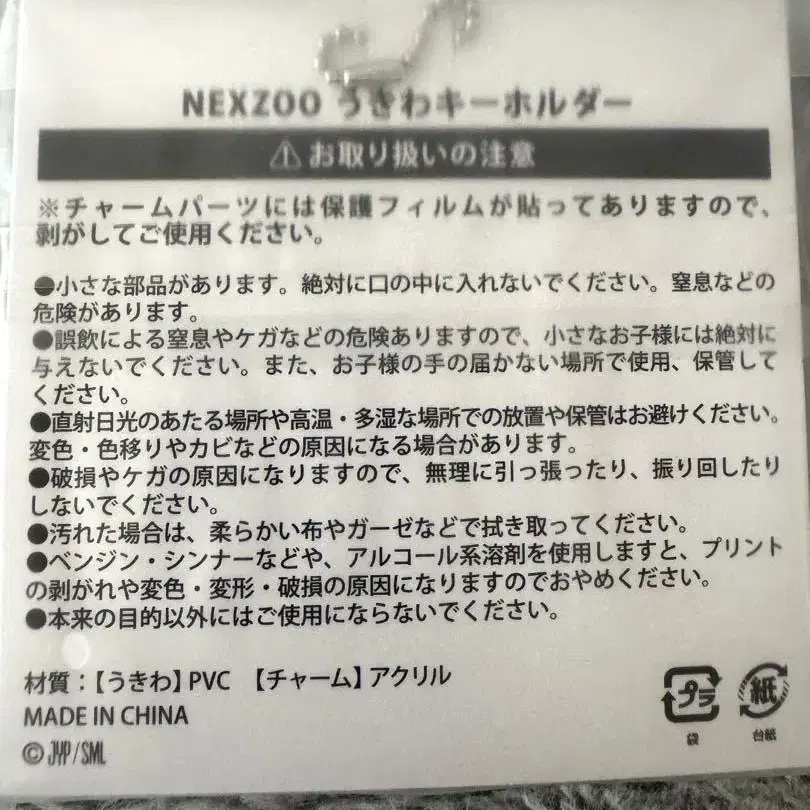 NEXZOO うきわキーホルダー
⚠お取り扱いの注意
※チャームパーツには保護フィルムが貼ってありますので、
剥がしてご使用ください。
●小さな部品があります。絶対に口の中に入れないでください。窒息などの
危険があります。
●誤飲による窒息やケガなどの危険ありますので、小さなお子様には絶対に
与えないでください。また、お子様の手の届かない場所で使用、保管して
ください。
●直射日光のあたる場所や高温・多湿な場所での放置や保管はお避けください。
変色・色移りやカビなどの原因になる場合があります。
●破損やケガの原因になりますので、無理に引っ張ったり、振り回したり
しないでください。
●汚れた場合は、柔らかい布やガーゼなどで拭き取ってください。
●ベンジン・シンナーなどや、アルコール系溶剤を使用しますと、プリント
の剥がれや変色・変形・破損の原因になりますのでおやめください。
●本来の目的以外にはご使用にならないでください。
材質：【うきわ】PVC 【チャーム】アクリル
MADE IN CHINA
© JYP/SML
プラ
袋
紙
台紙